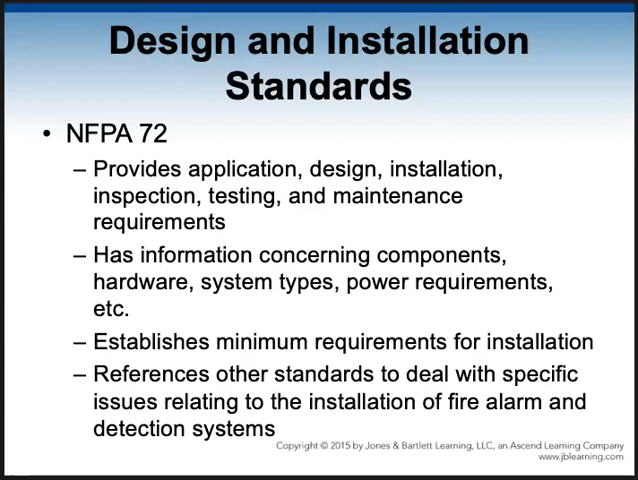 Design and Installation
Standards
• NFPA 72
– Provides application, design, installation,
inspection, testing, and maintenance
requirements
– Has information concerning components,
hardware, system types, power requirements,
etc.
– Establishes minimum requirements for installation
– References other standards to deal with specific
issues relating to the installation of fire alarm and
detection systems
Copyright © 2015 by Jones & Bartlett Learning, LLC, an Ascend Learning Company
www.jblearning.com